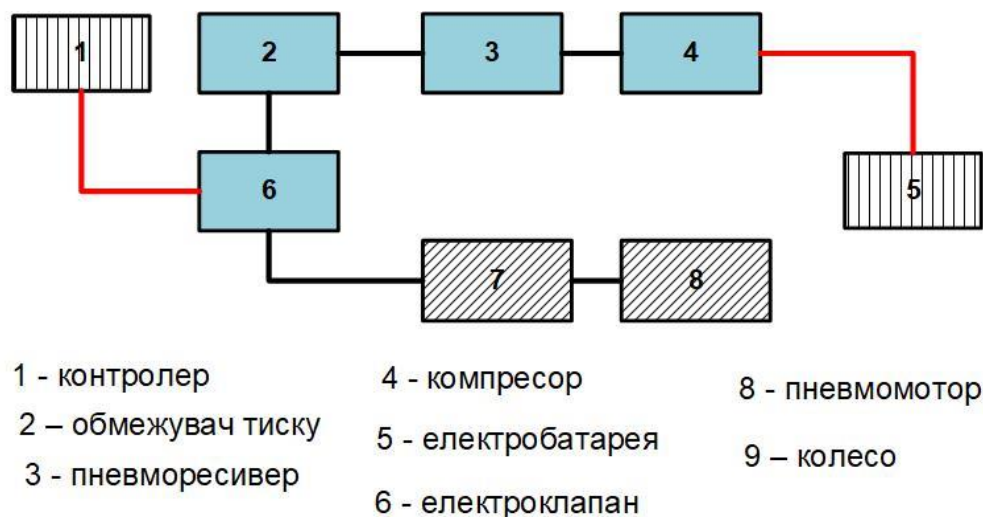 1
2
3
4
5
6
7
8
1 - контролер
2 – обмежувач тиску
3 - пневморесивер
4 - компресор
5 - електробатарея
6 - електроклапан
8 - пневмомотор
9 – колесо